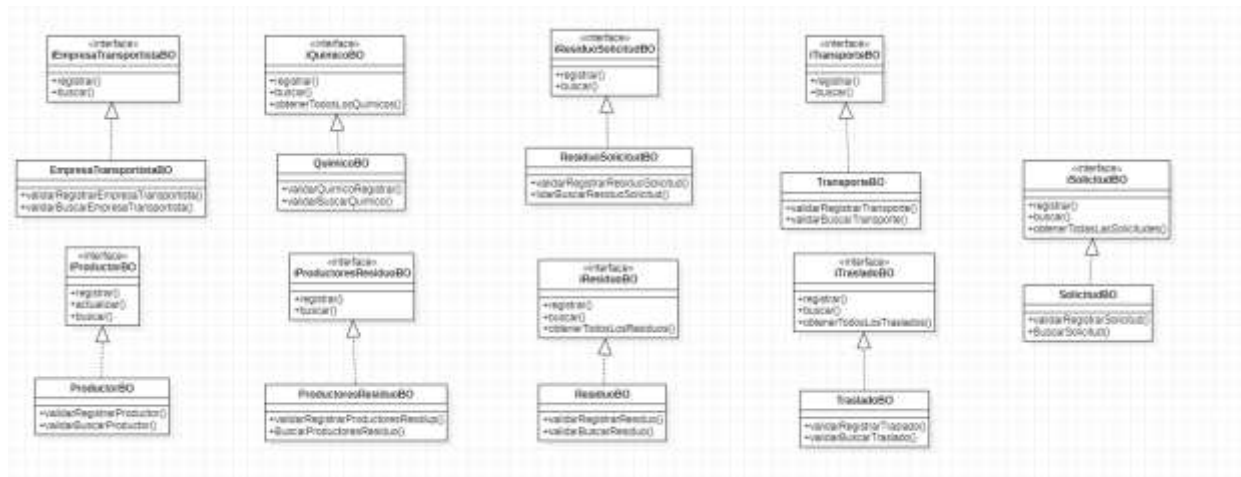 «interface»
iEmpresaTransportistaBO
+registrar()
+buscar()
EmpresaTransportistaBO
+validarRegistrarEmpresaTransportista()
+validarBuscarEmpresaTransportista()
«interface»
iQuimicoBO
+registrar()
+buscar()
+obtenerTodosLosQuimicos()
QuimicoBO
+validarQuimicoRegistrar()
+validarBuscarQuimico()
«interface»
iResiduoSolicitudBO
+registrar()
+buscar()
ResiduoSolicitudBO
+validarRegistrarResiduoSolicitud()
+lidarBuscarResiduoSolicitud()
«interface»
iTransporteBO
+registrar()
+buscar()
TransporteBO
+validarRegistrarTransporte()
+validarBuscarTransporte()
«interface»
iSolicitudBO
+registrar()
+buscar()
+obtenerTodasLasSolicitudes()
SolicitudBO
+validarRegistrarSolicitud()
+BuscarSolicitud()
«interface»
iProductorBO
+registrar()
+actualizar()
+buscar()
ProductorBO
+validarRegistrarProductor()
+validarBuscarProductor()
«interface»
iProductoresResiduoBO
+registrar()
+buscar()
ProductoresResiduoBO
+validarRegistrarProductoresResiduo()
+BuscarProductoresResiduo()
«interface»
iResiduoBO
+registrar()
+buscar()
+obtenerTodosLosResiduos()
ResiduoBO
+validarRegistrarResiduo()
+validarBuscarResiduo()
«interface»
iTrasladoBO
+registrar()
+buscar()
+obtenerTodosLosTraslados()
TrasladoBO
+validarRegistrarTraslado()
+validarBuscarTraslado()